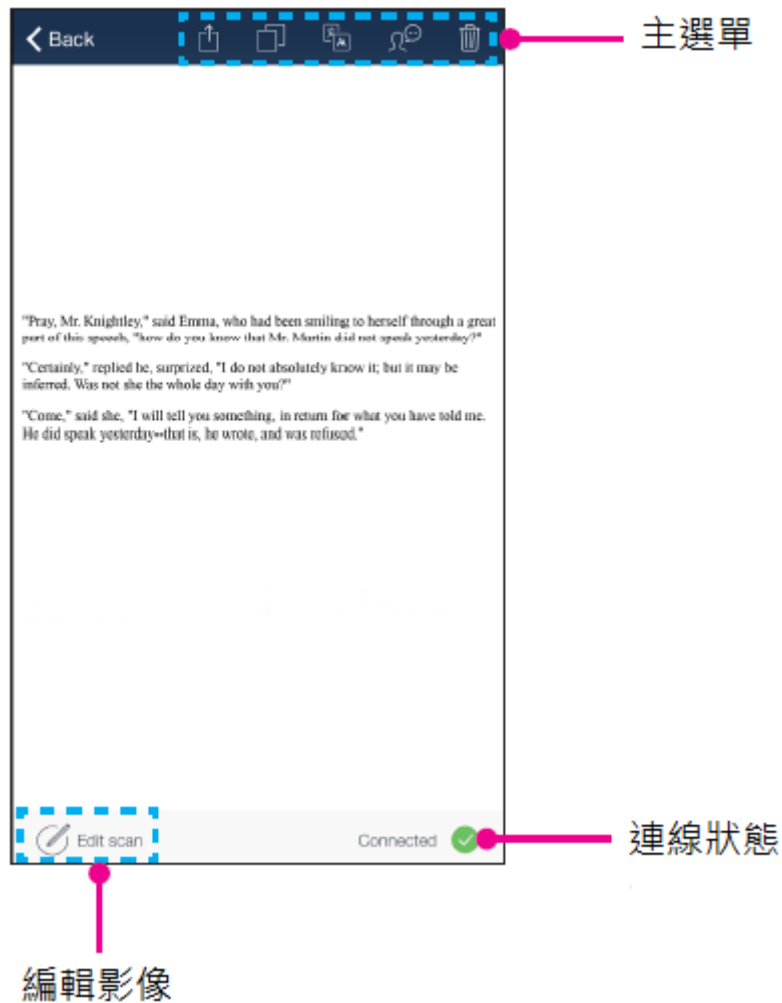 Back
主選單
"Pray, Mr. Knightley," said Emma, who had been smiling to herself through a great
part of this speech, "how do you know that Mr. Martin did not speak yesterday?"
"Certainly," replied he, surprized, "I do not absolutely know it; but it may be
inferred. Was not she the whole day with you?"
"Come," said she, "I will tell you something, in return for what you have told me.
He did speak yesterday--that is, he wrote, and was refused."
Edit scan
Connected
連線狀態
編輯影像